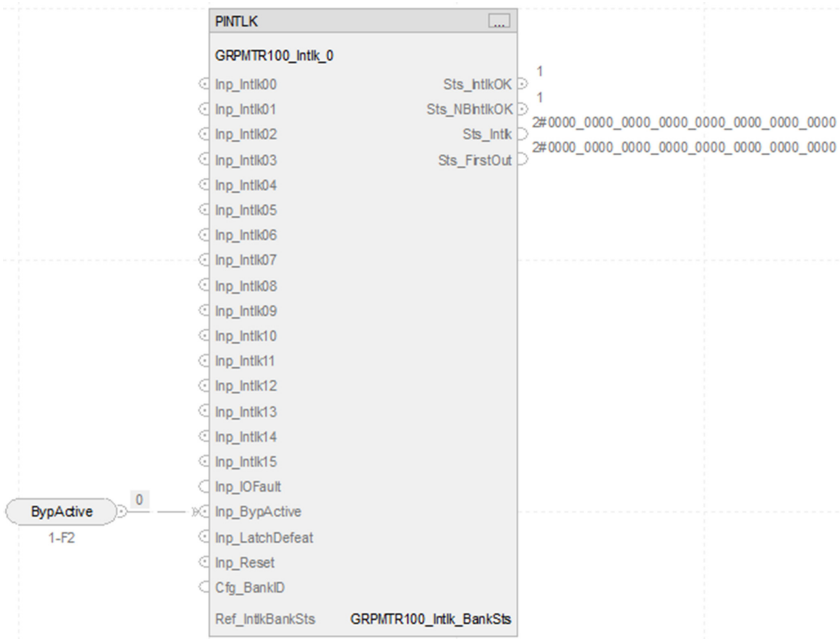 PINTLK ...
GRPMTR100_Intlk_0
1
Inp_Intlk00 Sts_IntlkOK
1
Inp_Intlk01 Sts_NBIntlkOK
2#0000_0000_0000_0000_0000_0000_0000_0000
Inp_Intlk02 Sts_Intlk
2#0000_0000_0000_0000_0000_0000_0000_0000
Inp_Intlk03 Sts_FirstOut
Inp_Intlk04
Inp_Intlk05
Inp_Intlk06
Inp_Intlk07
Inp_Intlk08
Inp_Intlk09
Inp_Intlk10
Inp_Intlk11
Inp_Intlk12
Inp_Intlk13
Inp_Intlk14
Inp_Intlk15
Inp_IOFault
0
BypActive Inp_BypActive
1-F2
Inp_LatchDefeat
Inp_Reset
Cfg_BankID
Ref_IntlkBankSts GRPMTR100_Intlk_BankSts